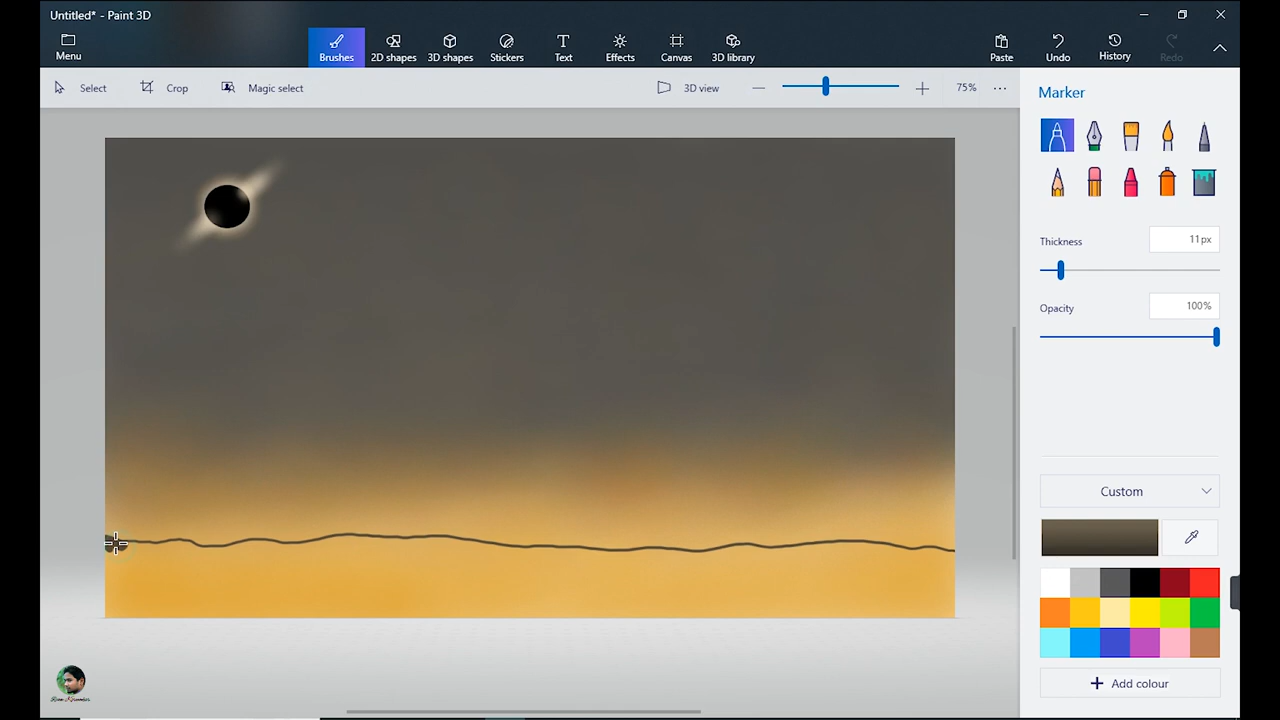 Untitled* - Paint 3D
Menu
Brushes
2D shapes
3D shapes
Stickers
Text
Effects
Canvas
3D library
Paste
Undo
History
Redo
Select
Crop
Magic select
3D view
75%
Marker
Thickness
11px
Opacity
100%
Custom
Add colour